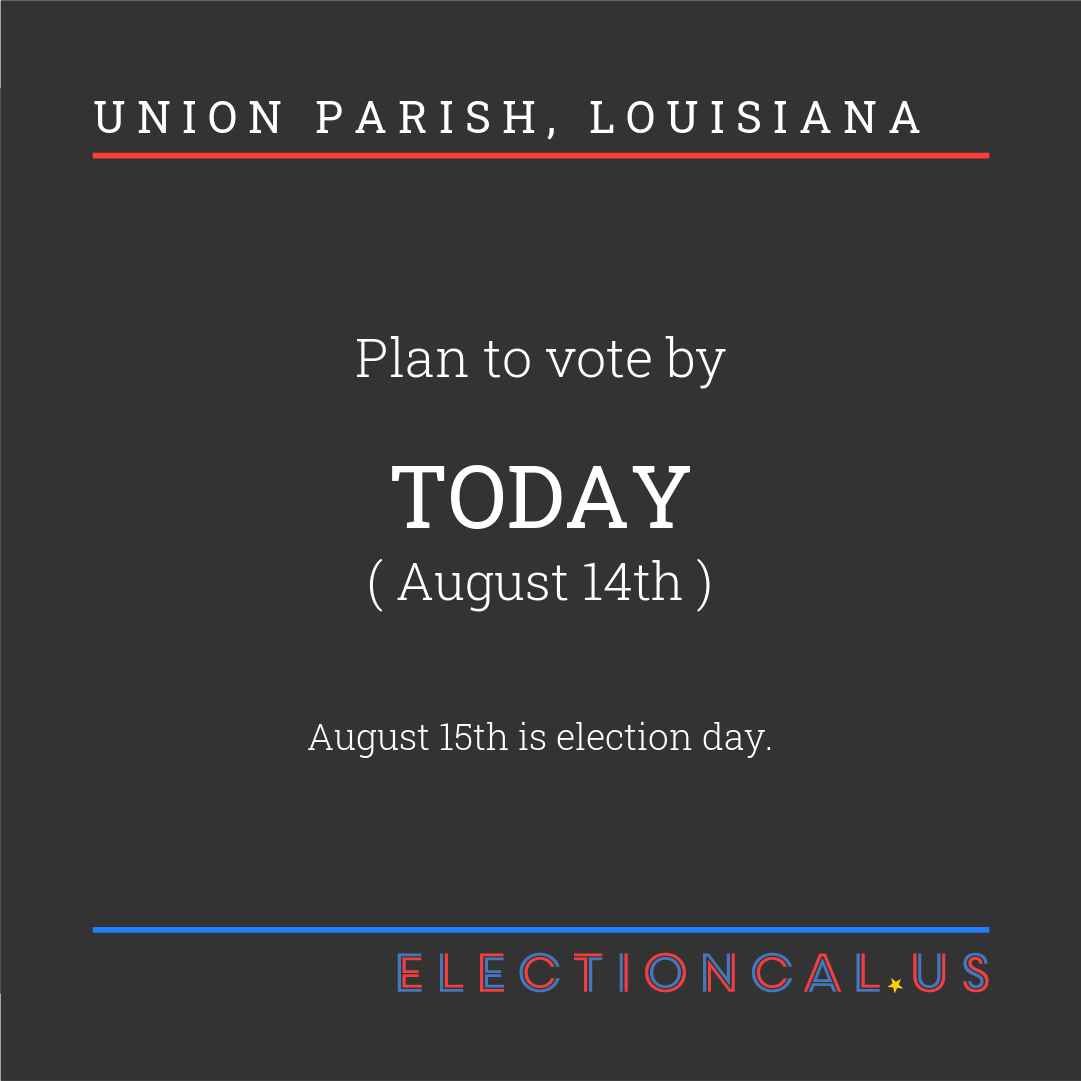 UNION PARISH, LOUISIANA
Plan to vote by
TODAY
( August 14th )
August 15th is election day.
ELECTIONCAL.US